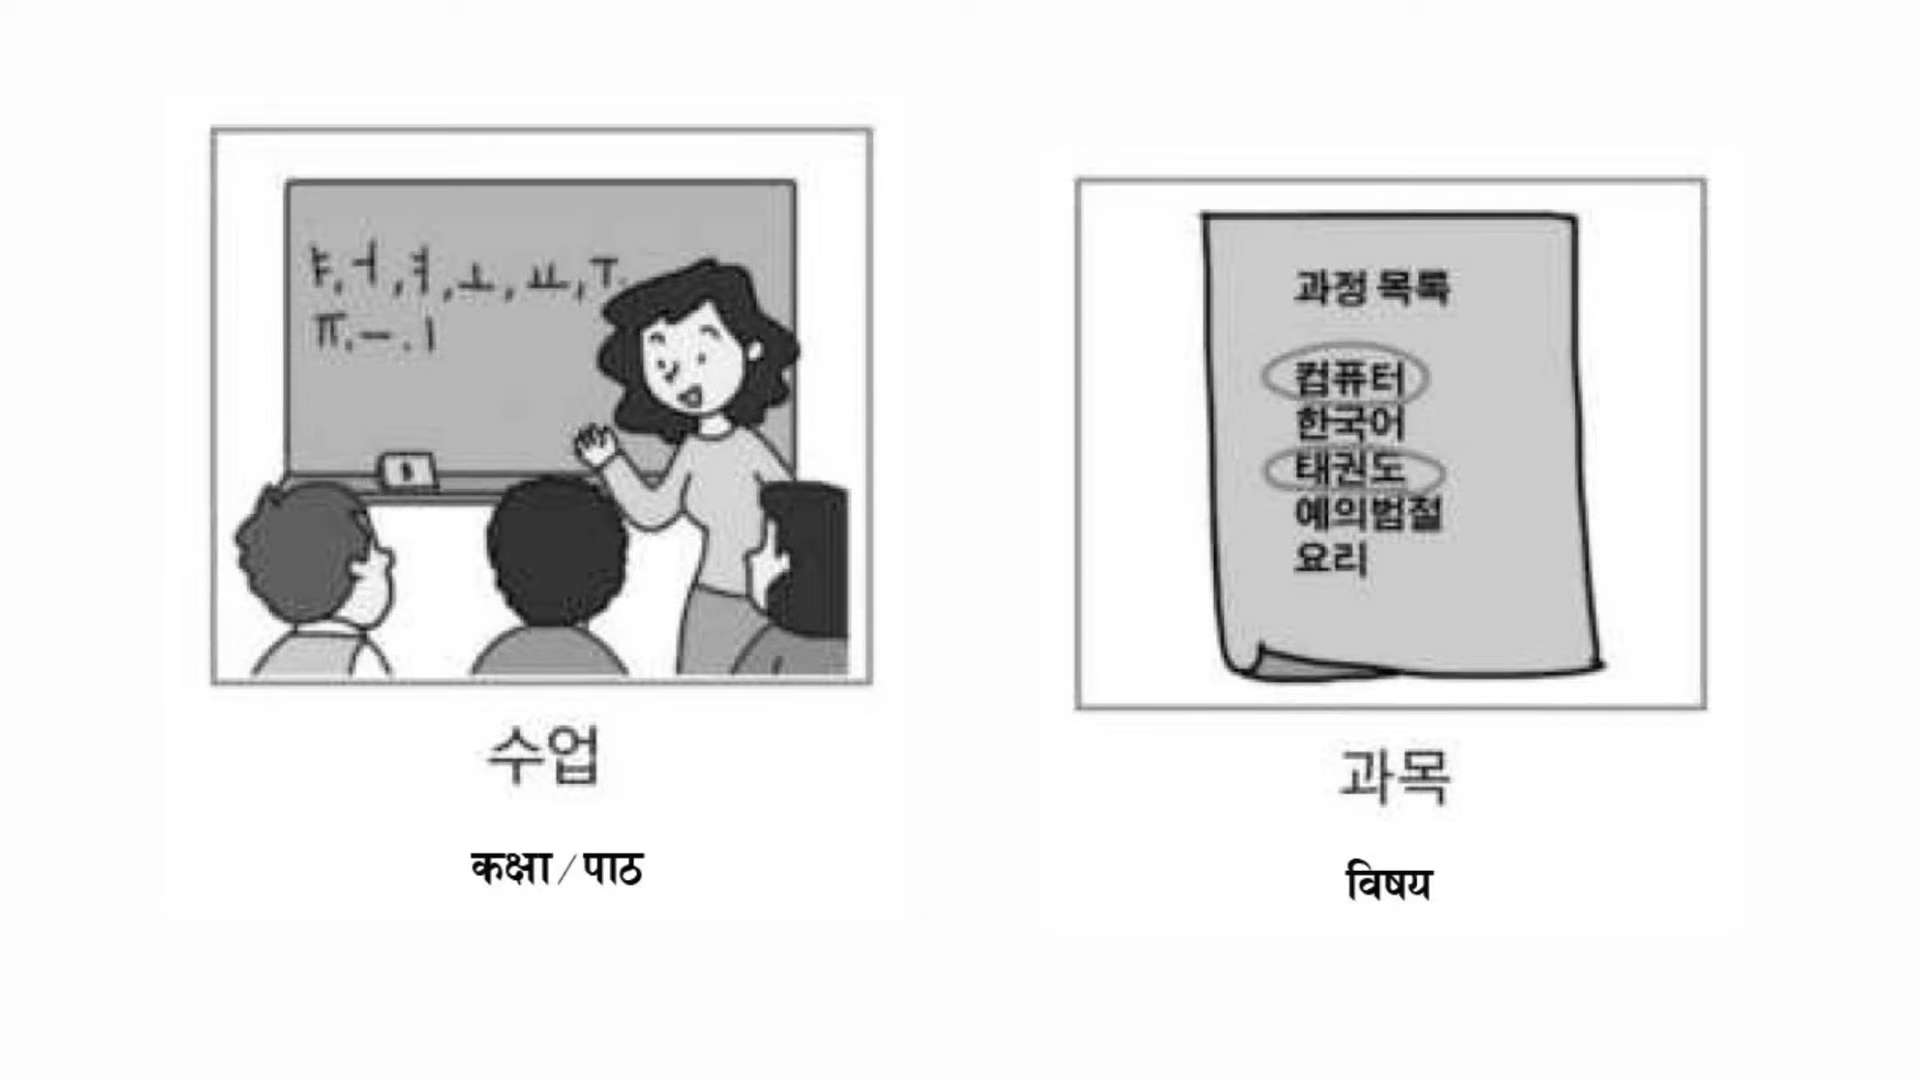 ㅑ, ㅓ, ㅕ, ㅗ, ㅛ, ㅜ.
ㅠ. ㅡ. ㅣ
수업
कक्षा / पाठ
과정 목록
컴퓨터
한국어
태권도
예의범절
요리
과목
विषय